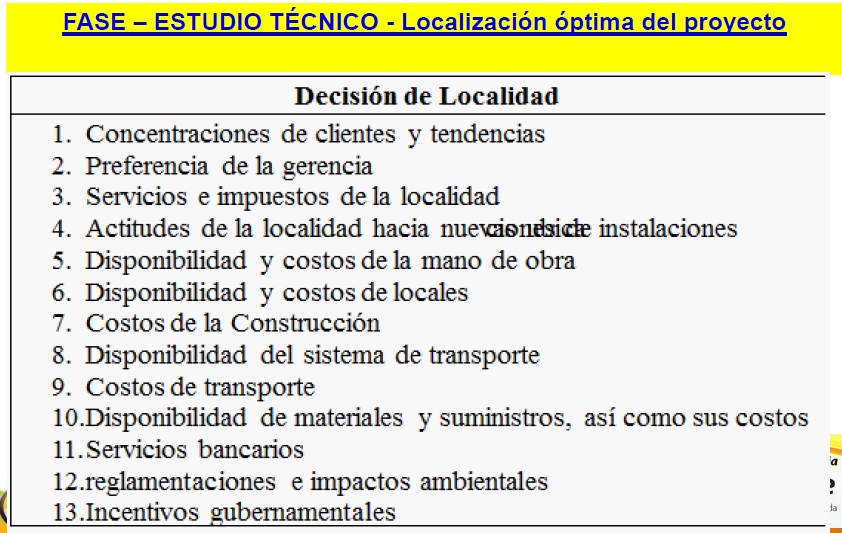 FASE – ESTUDIO TÉCNICO - Localización óptima del proyecto
Decisión de Localidad
1. Concentraciones de clientes y tendencias
2. Preferencia de la gerencia
3. Servicios e impuestos de la localidad
4. Actitudes de la localidad hacia instalaciones
5. Disponibilidad y costos de la mano de obra
6. Disponibilidad y costos de locales
7. Costos de la Construcción
8. Disponibilidad del sistema de transporte
9. Costos de transporte
10.Disponibilidad de materiales y suministros, así como sus costos
11.Servicios bancarios
12.reglamentaciones e impactos ambientales
13.Incentivos gubernamentales